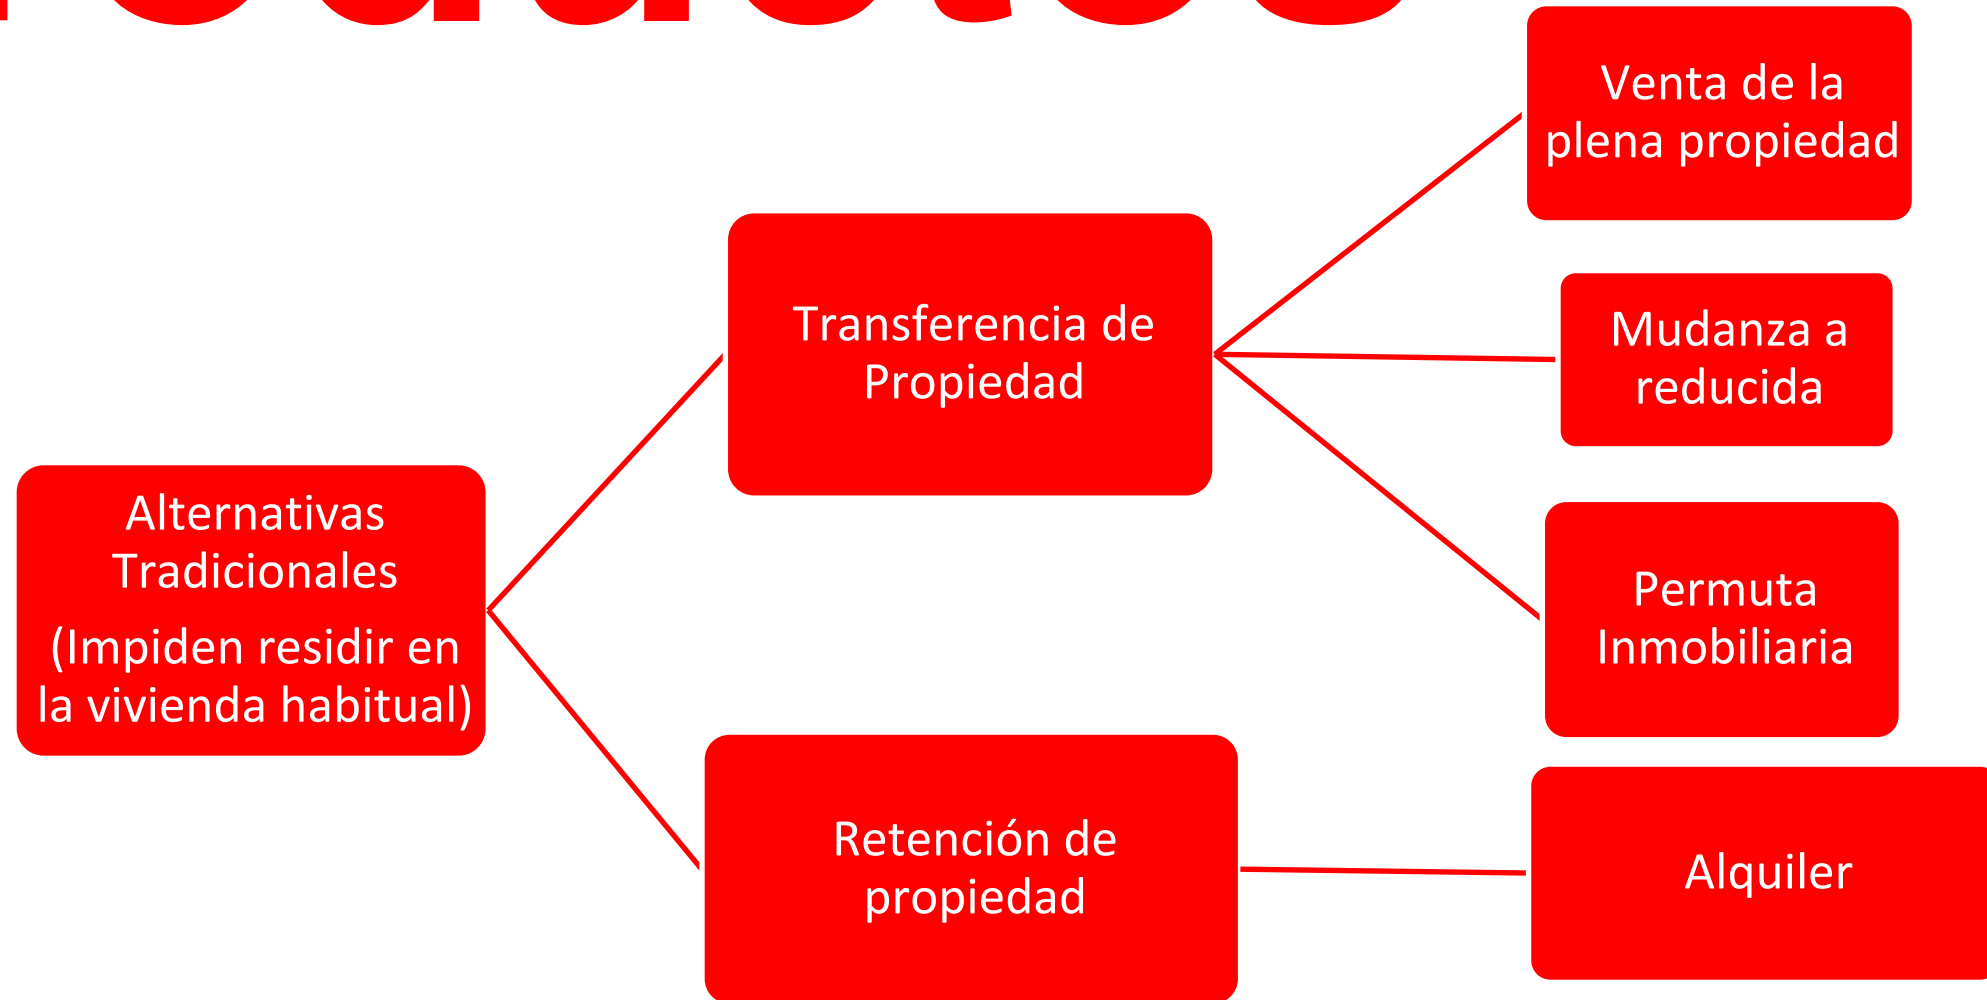 Venta de la
plena propiedad
Transferencia de
Propiedad
Mudanza a
reducida
Alternativas
Tradicionales
(Impiden residir en
la vivienda habitual)
Permuta
Inmobiliaria
Retención de
propiedad
Alquiler